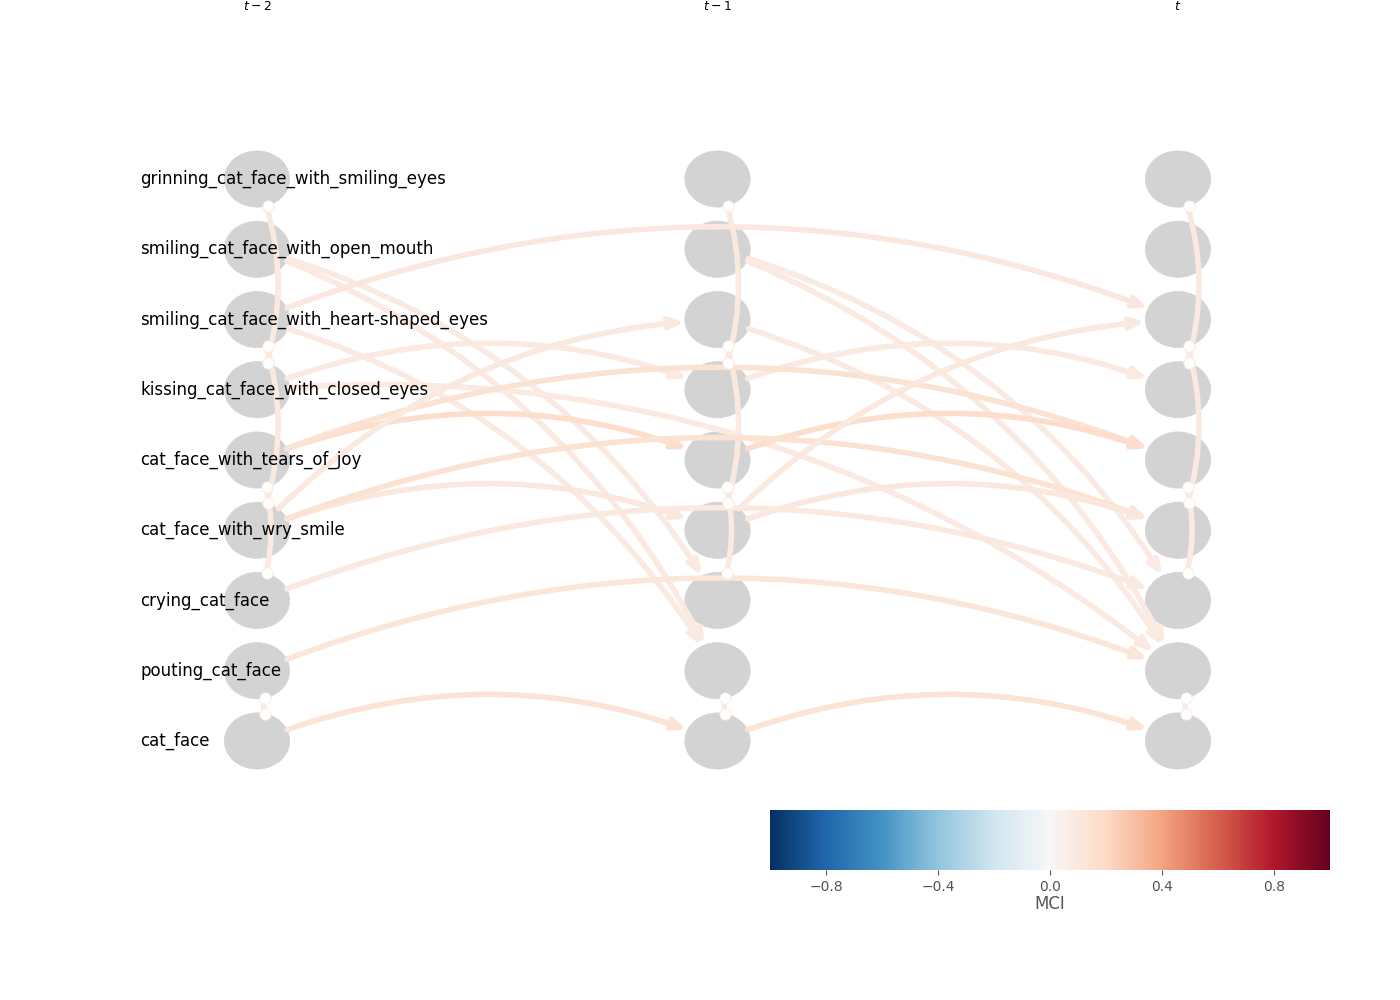 t − 2 t − 1 t
grinning_cat_face_with_smiling_eyes
smiling_cat_face_with_open_mouth
smiling_cat_face_with_heart-shaped_eyes
kissing_cat_face_with_closed_eyes
cat_face_with_tears_of_joy
cat_face_with_wry_smile
crying_cat_face
pouting_cat_face
cat_face
−0.8 −0.4 0.0 0.4 0.8
MCI